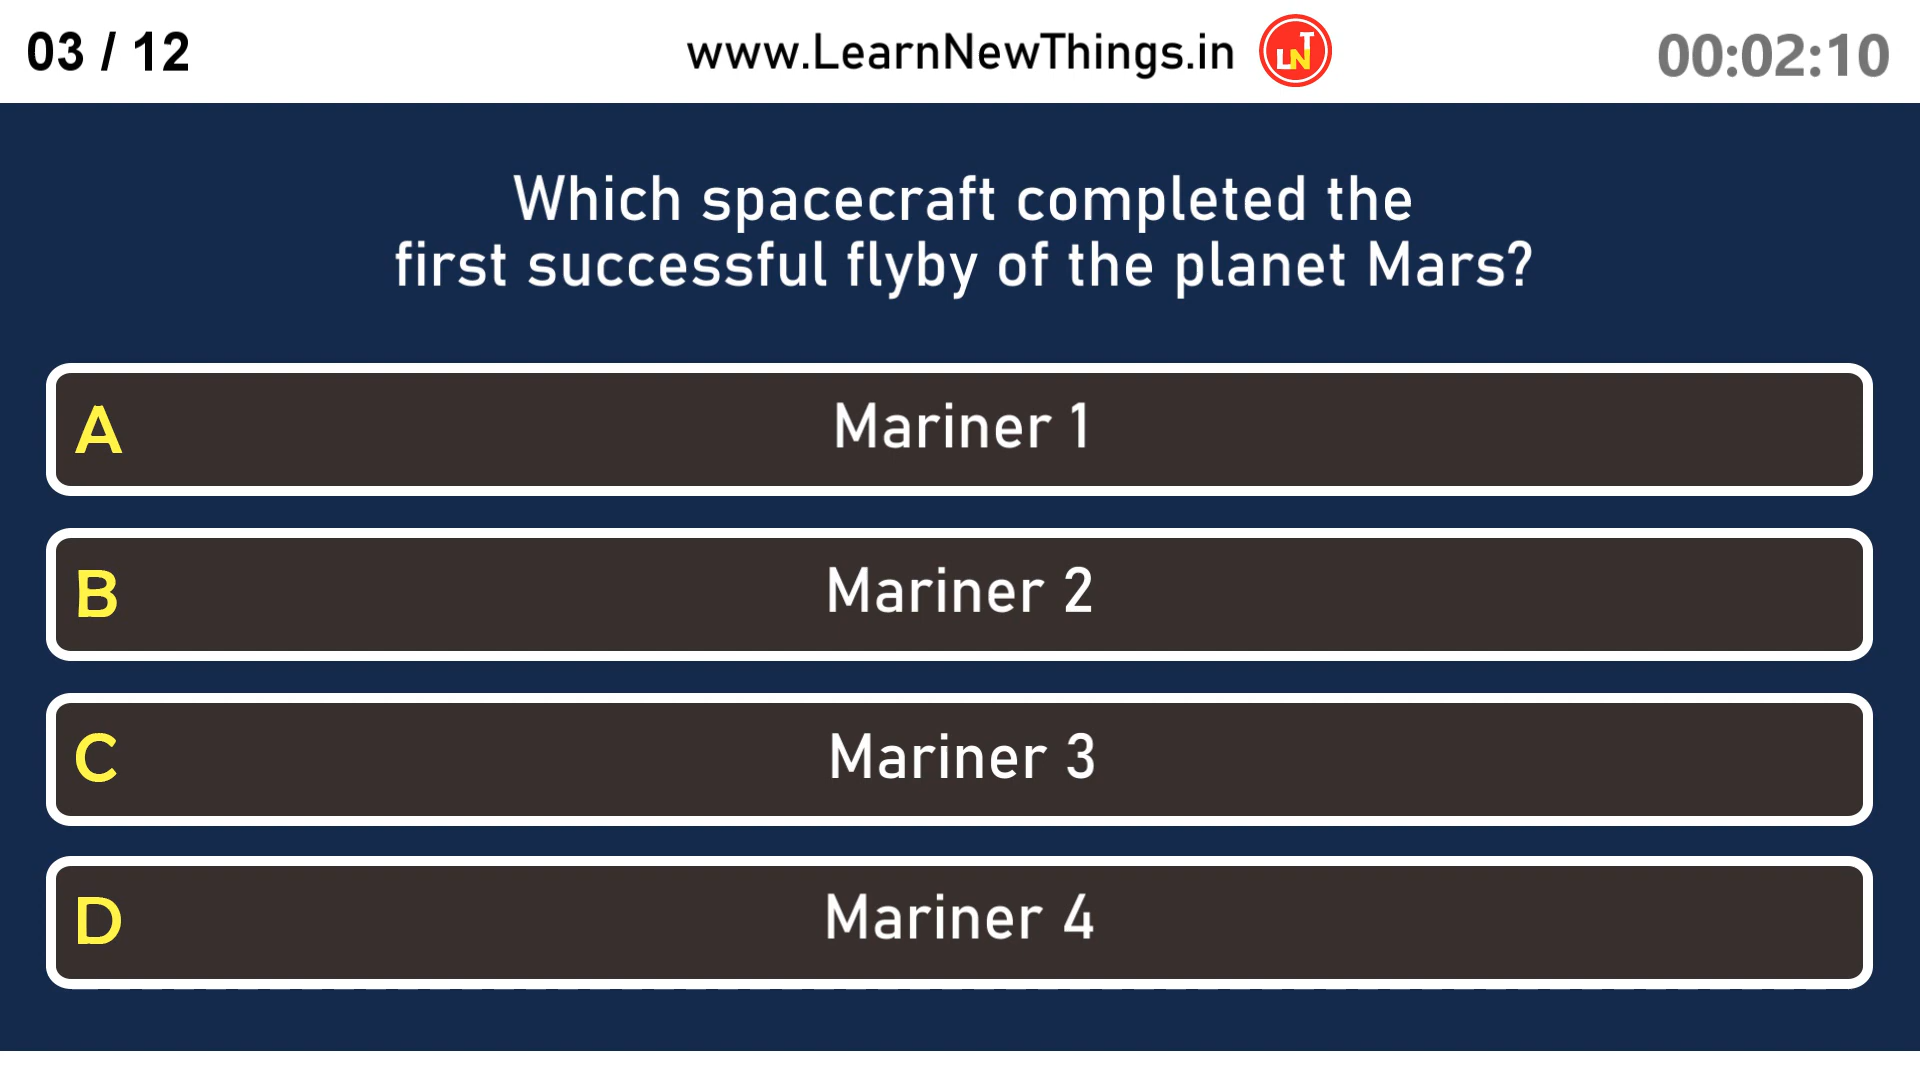 03 / 12
www.LearnNewThings.in
LNT
00:02:10
Which spacecraft completed the
first successful flyby of the planet Mars?
A
Mariner 1
B
Mariner 2
C
Mariner 3
D
Mariner 4